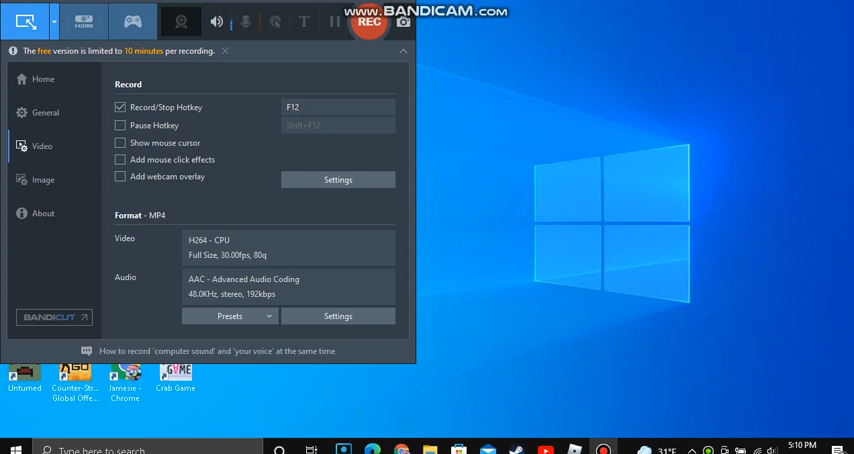 www.BANDICAM.com
HDMI
REC
The free version is limited to 10 minutes per recording.
Home
General
Video
Image
About
BANDICUT
Record
Record/Stop Hotkey
F12
Pause Hotkey
Shift+F12
Show mouse cursor
Add mouse click effects
Add webcam overlay
Settings
Format - MP4
Video
H264 - CPU
Full Size, 30.00fps, 80q
Audio
AAC - Advanced Audio Coding
48.0KHz, stereo, 192kbps
Presets
Settings
How to record 'computer sound' and 'your voice' at the same time
GO
GAME
Unturned
Counter-Str...
Global Offe...
Jamesie -
Chrome
Crab Game
Type here to search
31°F
5:10 PM